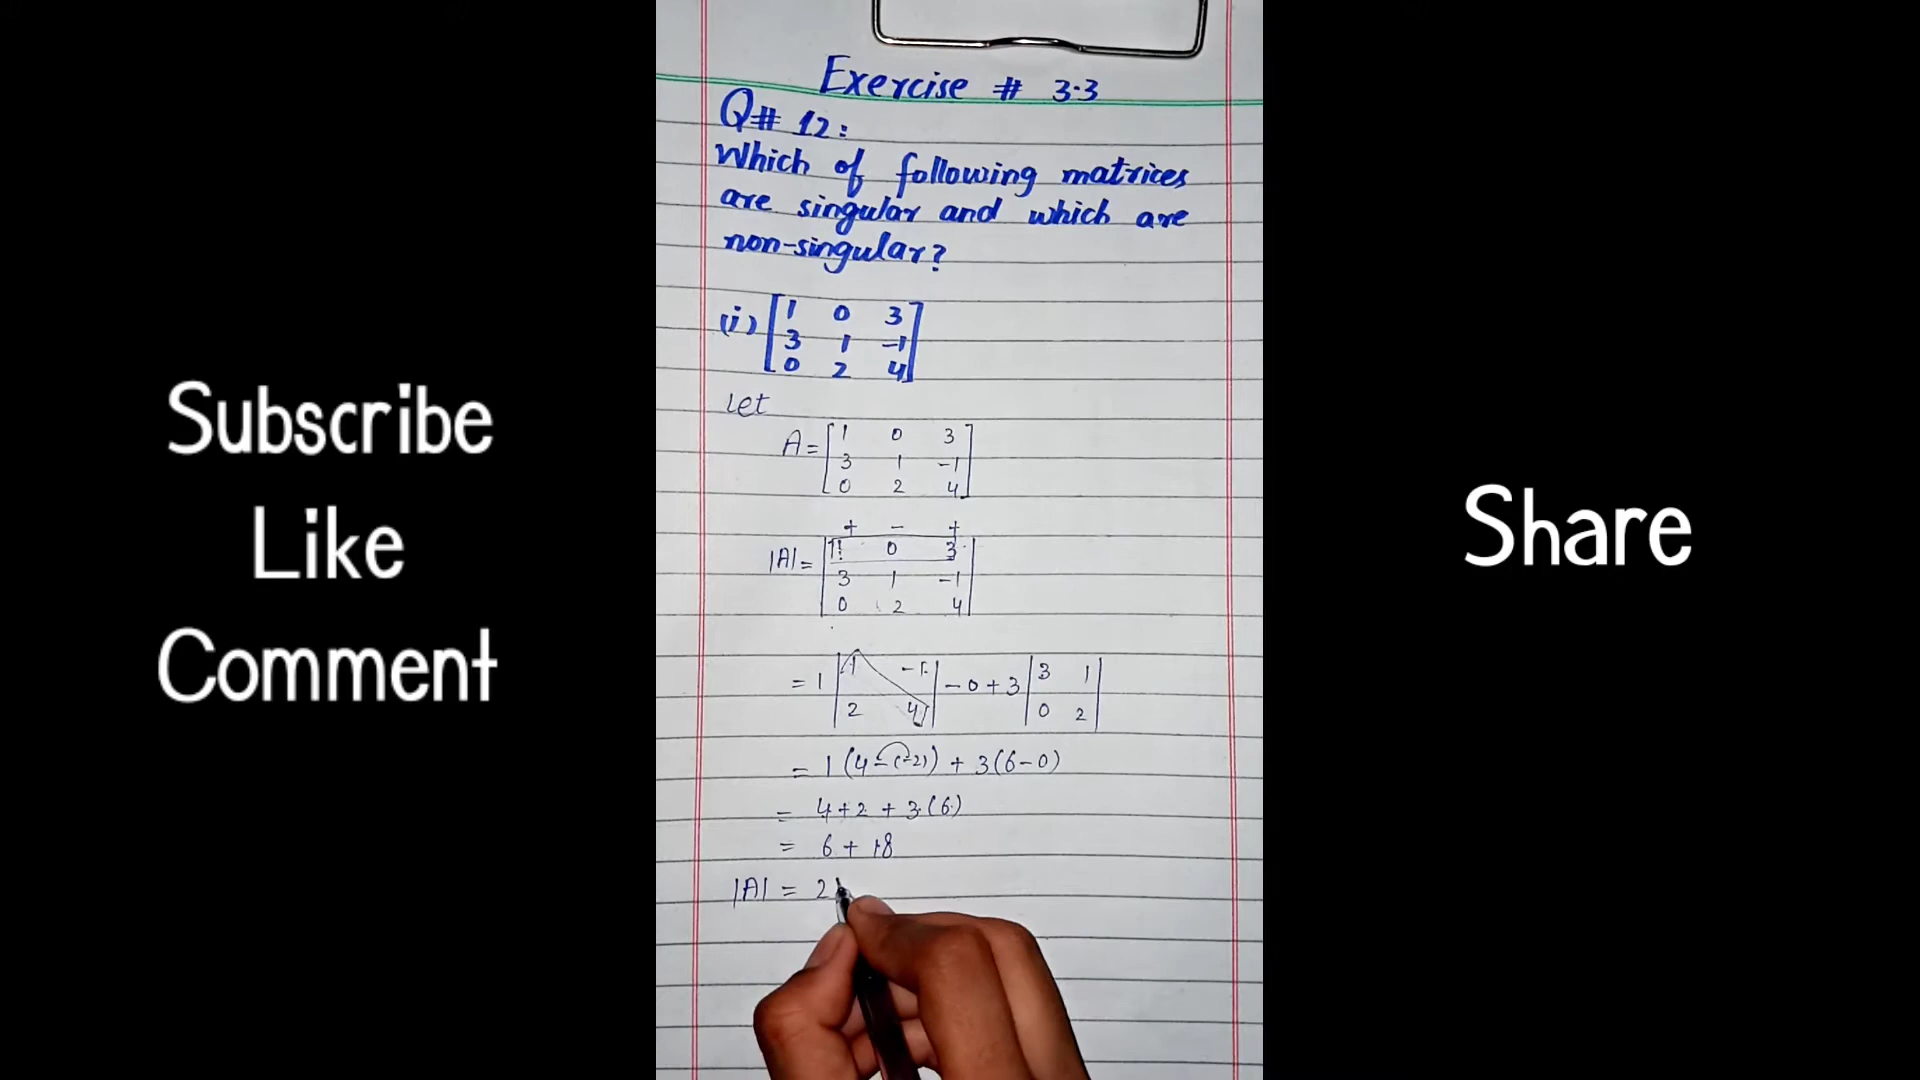 Subscribe
Like
Comment
Exercise # 3.3
Q# 12:
Which of following matrices
are singular and which are
non-singular?
(i) [1 0 3
3 1 -1
0 2 4]
Let
A = [1 0 3
3 1 -1
0 2 4]
+ - +
|A| = |1 0 3
3 1 -1
0 2 4|
= 1 |1 -1 | - 0 + 3 |3 1|
2 4 0 2
= 1 (4 - (-2)) + 3 (6 - 0)
= 4 + 2 + 3 (6)
= 6 + 18
|A| = 2
Share